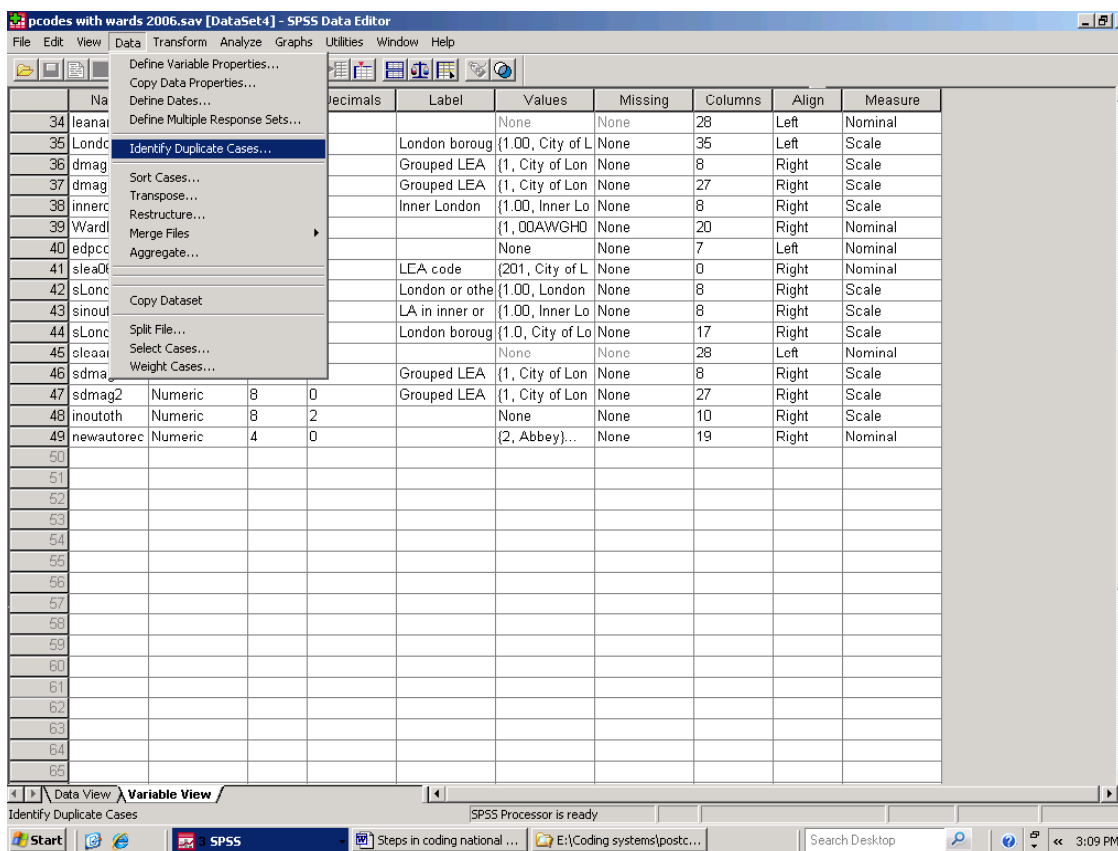 pcodes with wards 2006.sav [DataSet4] - SPSS Data Editor
File Edit View Data Transform Analyze Graphs Utilities Window Help
Define Variable Properties...
Copy Data Properties...
Define Dates...
Define Multiple Response Sets...
Identify Duplicate Cases...
Sort Cases...
Transpose...
Restructure...
Merge Files
Aggregate...
Copy Dataset
Split File...
Select Cases...
Weight Cases...
Na Decimals Label Values Missing Columns Align Measure
34 leanar None None 28 Left Nominal
35 Londo London boroug {1.00, City of L None 35 Left Scale
36 dmag Grouped LEA {1, City of Lon None 8 Right Scale
37 dmag Grouped LEA {1, City of Lon None 27 Right Scale
38 innerc Inner London {1.00, Inner Lo None 8 Right Scale
39 Wardl {1, 00AWGH0 None 20 Right Nominal
40 edpcc None None 7 Left Nominal
41 slea06 LEA code {201, City of L None 0 Right Scale
42 sLond London or othe {1.00, London None 8 Right Scale
43 sinout LA in inner or {1.00, Inner Lo None 8 Right Scale
44 sLond London boroug {1.0, City of Lo None 17 Right Scale
45 sleaar None None 28 Left Nominal
46 sdmag Grouped LEA {1, City of Lon None 8 Right Scale
47 sdmag2 Numeric 8 0 Grouped LEA {1, City of Lon None 27 Right Scale
48 inoutoth Numeric 8 2 None None 10 Right Scale
49 newautorec Numeric 4 0 {2, Abbey}... None 19 Right Nominal
50
51
52
53
54
55
56
57
58
59
60
61
62
63
64
65
Data View Variable View
Identify Duplicate Cases SPSS Processor is ready
Start 3 SPSS Steps in coding national ... E:\Coding systems\postc... Search Desktop « 3:09 PM